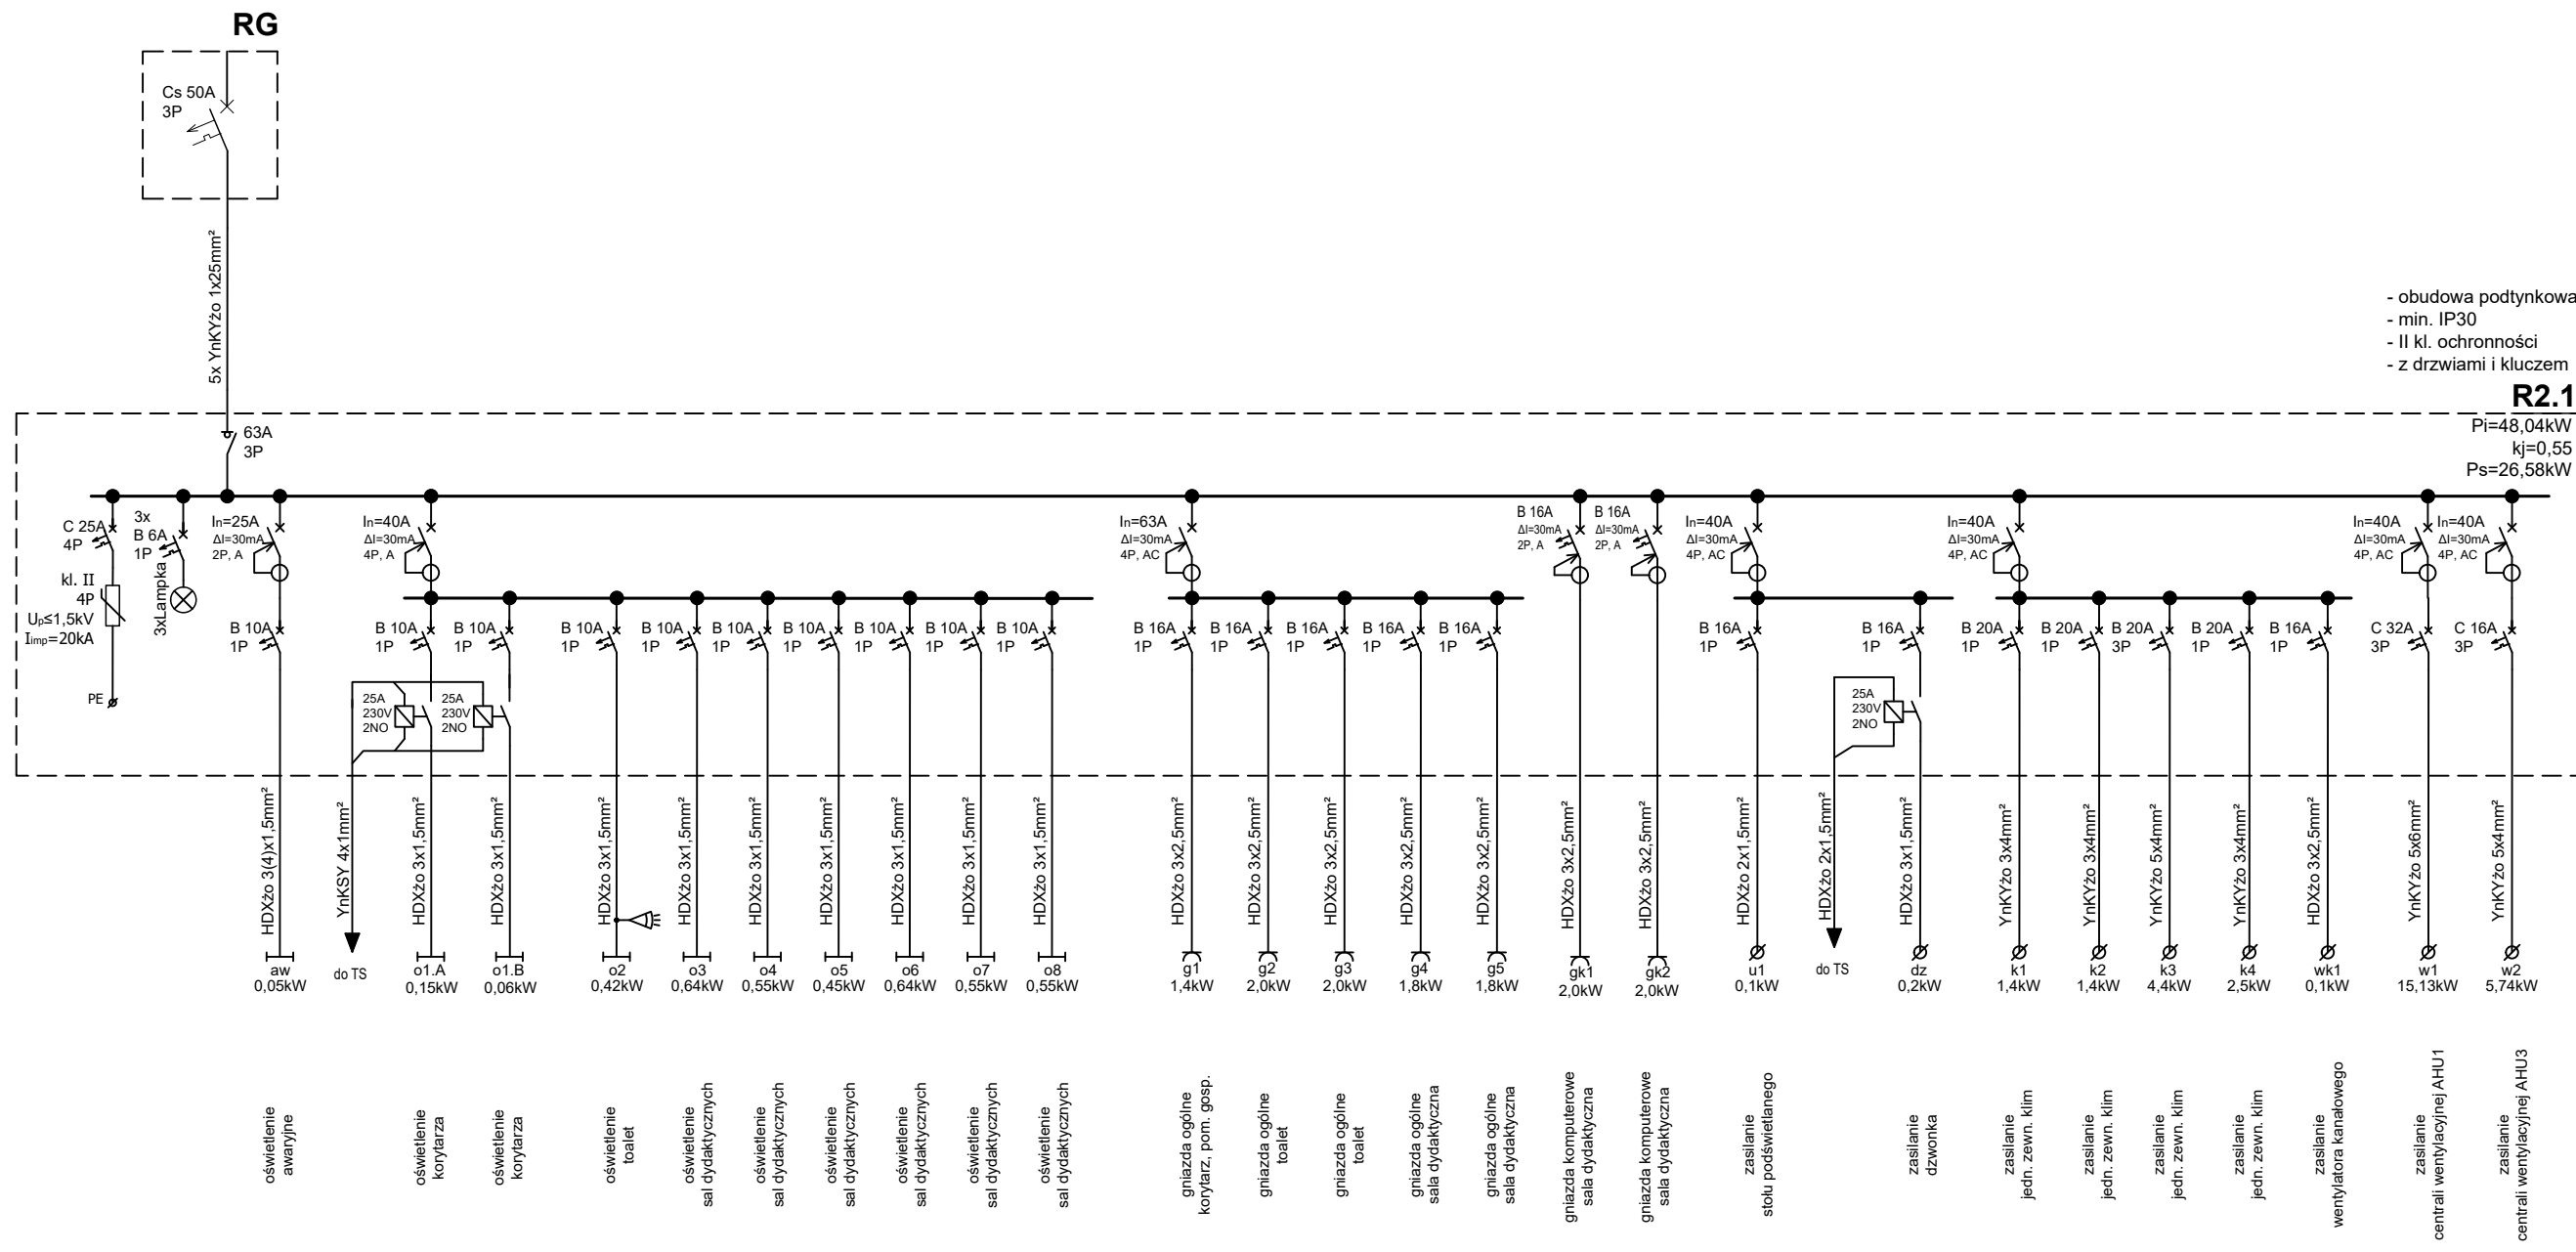 RG
Cs 50A
3P
5x YnKYżo 1x25mm²
- obudowa podtynkowa
- min. IP30
- II kl. ochronności
- z drzwiami i kluczem
R2.1
Pi=48,04kW
kj=0,55
Ps=26,58kW
63A
3P
C 25A
4P
kl. II
4P
Up≤1,5kV
Iimp=20kA
PE
3x
B 6A
1P
3xLampka
In=25A
ΔI=30mA
2P, A
B 10A
1P
In=40A
ΔI=30mA
4P, A
B 10A
1P
B 10A
1P
B 10A
1P
B 10A
1P
B 10A
1P
B 10A
1P
B 10A
1P
B 10A
1P
B 10A
1P
25A
230V
2NO
25A
230V
2NO
In=63A
ΔI=30mA
4P, AC
B 16A
1P
B 16A
1P
B 16A
1P
B 16A
1P
B 16A
1P
B 16A
ΔI=30mA
2P, A
B 16A
ΔI=30mA
2P, A
In=40A
ΔI=30mA
4P, AC
B 16A
1P
B 16A
1P
25A
230V
2NO
In=40A
ΔI=30mA
4P, AC
B 20A
1P
B 20A
1P
B 20A
3P
B 20A
1P
B 16A
1P
In=40A
ΔI=30mA
4P, AC
C 32A
3P
In=40A
ΔI=30mA
4P, AC
C 16A
3P
HDXżo 3(4)x1,5mm²
YnKSY 4x1mm²
HDXżo 3x1,5mm²
HDXżo 3x1,5mm²
HDXżo 3x1,5mm²
HDXżo 3x1,5mm²
HDXżo 3x1,5mm²
HDXżo 3x1,5mm²
HDXżo 3x1,5mm²
HDXżo 3x1,5mm²
HDXżo 3x1,5mm²
HDXżo 3x2,5mm²
HDXżo 3x2,5mm²
HDXżo 3x2,5mm²
HDXżo 3x2,5mm²
HDXżo 3x2,5mm²
HDXżo 3x2,5mm²
HDXżo 3x2,5mm²
HDXżo 2x1,5mm²
HDXżo 2x1,5mm²
HDXżo 3x1,5mm²
YnKYżo 3x4mm²
YnKYżo 3x4mm²
YnKYżo 5x4mm²
YnKYżo 3x4mm²
HDXżo 3x2,5mm²
YnKYżo 5x6mm²
YnKYżo 5x4mm²
aw
0,05kW
do TS
o1.A
0,15kW
o1.B
0,06kW
o2
0,42kW
o3
0,64kW
o4
0,55kW
o5
0,45kW
o6
0,64kW
o7
0,55kW
o8
0,55kW
g1
1,4kW
g2
2,0kW
g3
2,0kW
g4
1,8kW
g5
1,8kW
gk1
2,0kW
gk2
2,0kW
u1
0,1kW
do TS
dz
0,2kW
k1
1,4kW
k2
1,4kW
k3
4,4kW
k4
2,5kW
wk1
0,1kW
w1
15,13kW
w2
5,74kW
oświetlenie
awaryjne
oświetlenie
korytarza
oświetlenie
korytarza
oświetlenie
toalet
oświetlenie
sal dydaktycznych
oświetlenie
sal dydaktycznych
oświetlenie
sal dydaktycznych
oświetlenie
sal dydaktycznych
oświetlenie
sal dydaktycznych
oświetlenie
sal dydaktycznych
gniazda ogólne
korytarz, pom. gosp.
gniazda ogólne
toalet
gniazda ogólne
toalet
gniazda ogólne
sala dydaktyczna
gniazda ogólne
sala dydaktyczna
gniazda komputerowe
sala dydaktyczna
gniazda komputerowe
sala dydaktyczna
zasilanie
stołu podświetlanego
zasilanie
dzwonka
zasilanie
jedn. zewn. klim
zasilanie
jedn. zewn. klim
zasilanie
jedn. zewn. klim
zasilanie
jedn. zewn. klim
zasilanie
wentylatora kanałowego
zasilanie
centrali wentylacyjnej AHU1
zasilanie
centrali wentylacyjnej AHU3